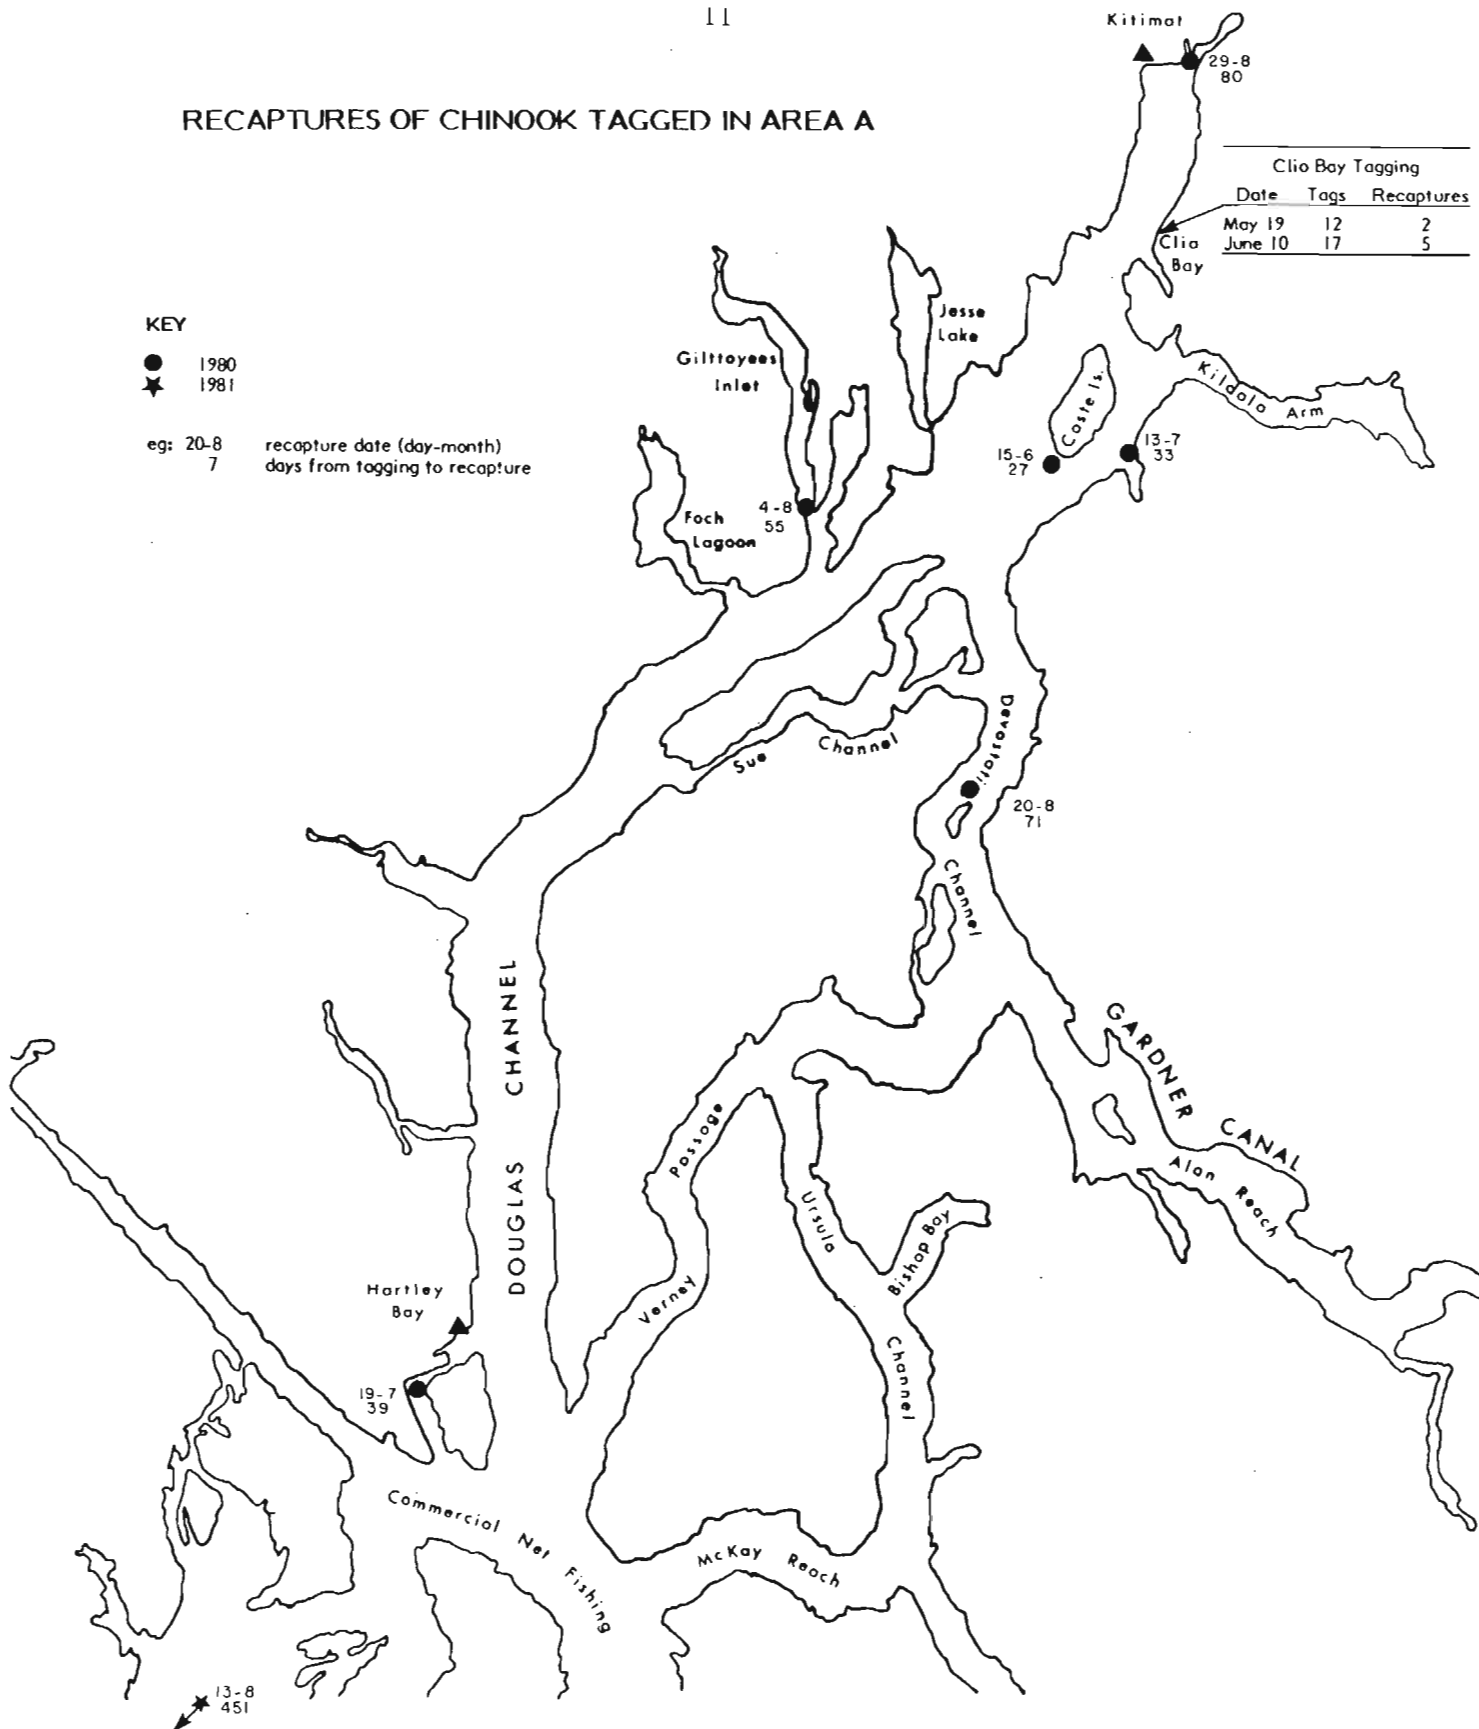 11
Kitimat
29-8
80
RECAPTURES OF CHINOOK TAGGED IN AREA A
Clio Bay Tagging
Date Tags Recaptures
May 19 12 2
June 10 17 5
Clio
Bay
Jesse
Lake
KEY
1980
1981
Gilttoyees
Inlet
Kildala Arm
Coste Is.
eg: 20-8 recapture date (day-month)
7 days from tagging to recapture
15-6
27
13-7
33
4-8
55
Foch
Lagoon
Devastati
Channel
Sue Channel
20-8
71
DOUGLAS CHANNEL
GARDNER CANAL
Alan Reach
Verney Passage
Ursula Channel
Bishop Bay
Hartley
Bay
19-7
39
Commercial Net Fishing
McKay Reach
13-8
451